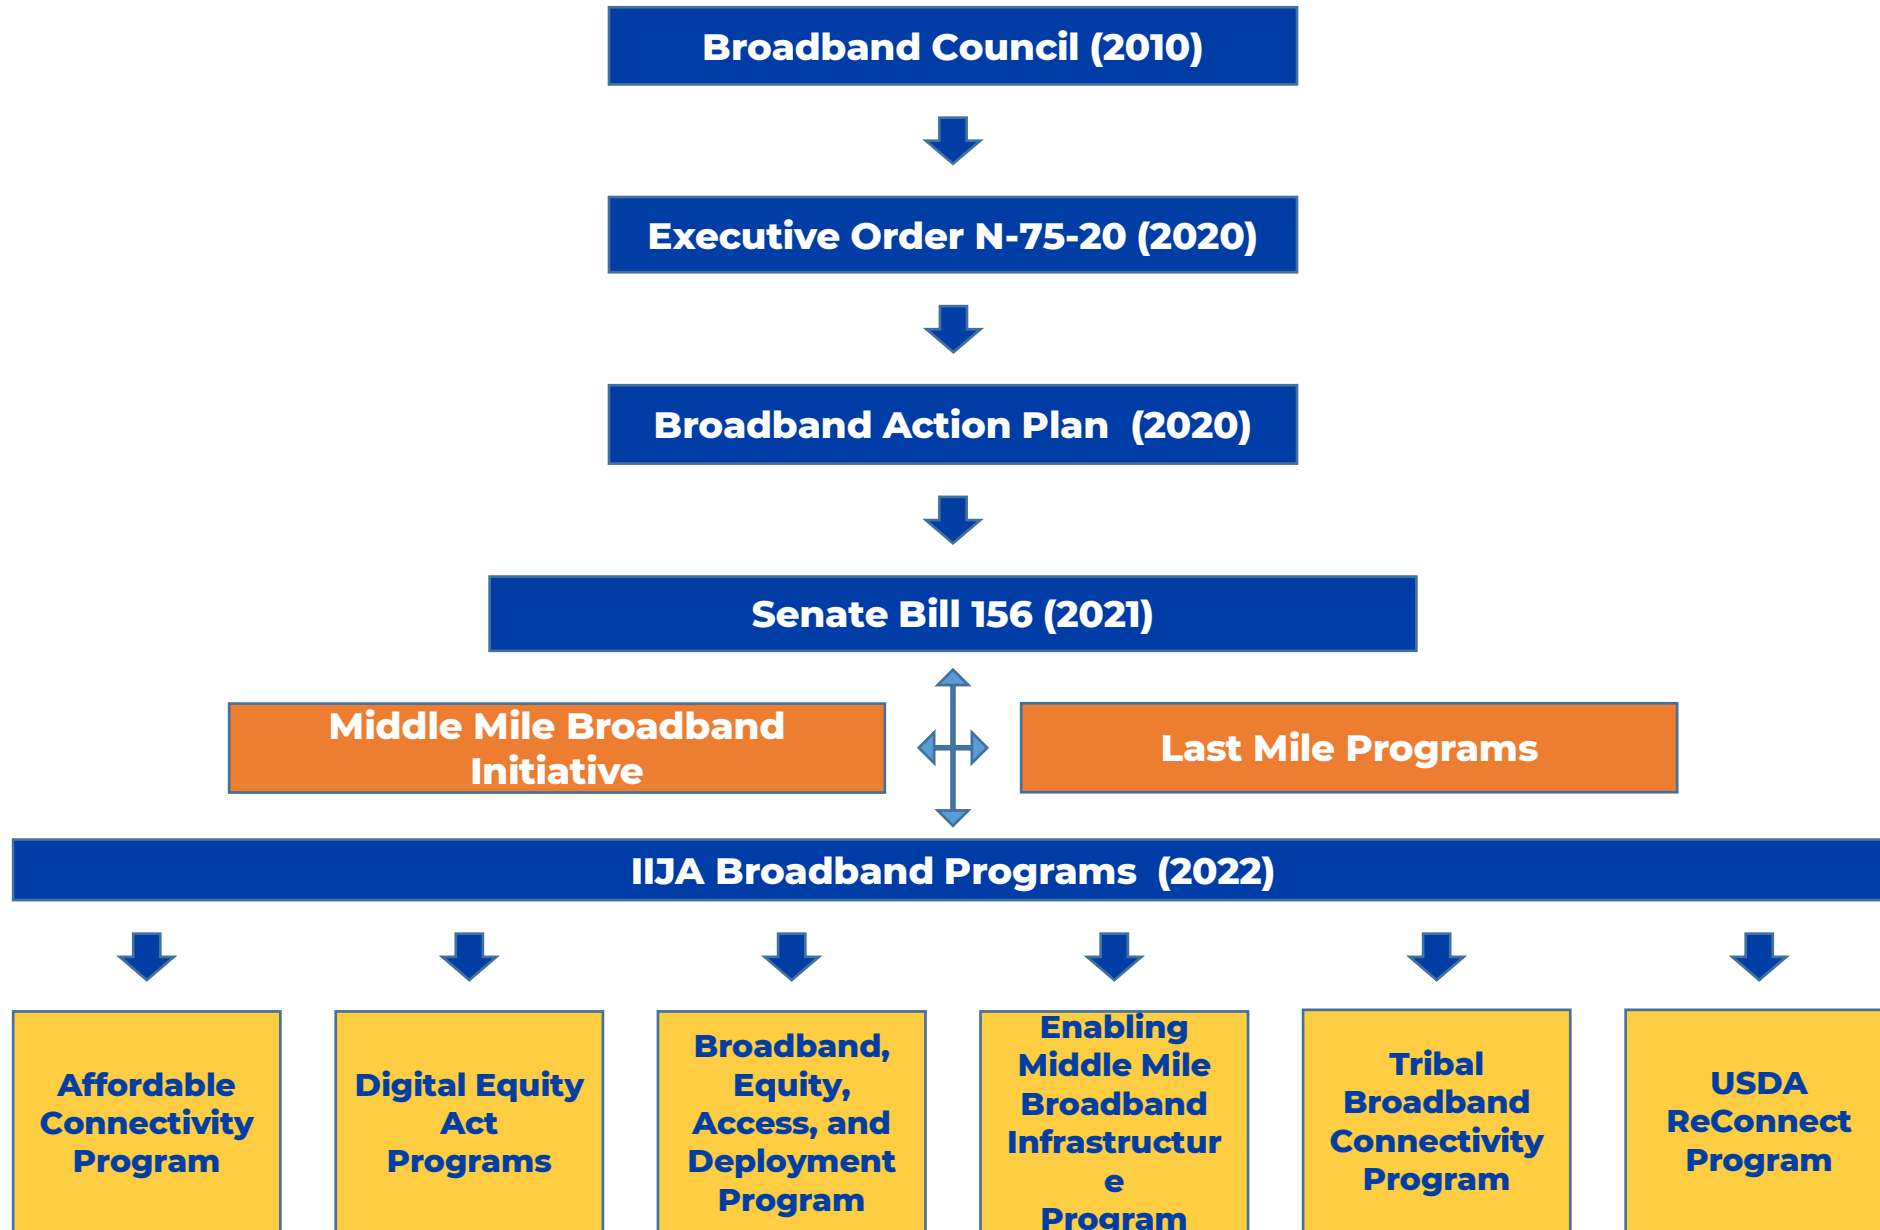 Broadband Council (2010)
Executive Order N-75-20 (2020)
Broadband Action Plan  (2020)
Senate Bill 156 (2021)
Middle Mile Broadband
Initiative
Last Mile Programs
IIJA Broadband Programs  (2022)
Affordable
Connectivity
Program
Digital Equity
Act
Programs
Broadband,
Equity,
Access, and
Deployment
Program
Enabling
Middle Mile
Broadband
Infrastructur
e
Program
Tribal
Broadband
Connectivity
Program
USDA
ReConnect
Program